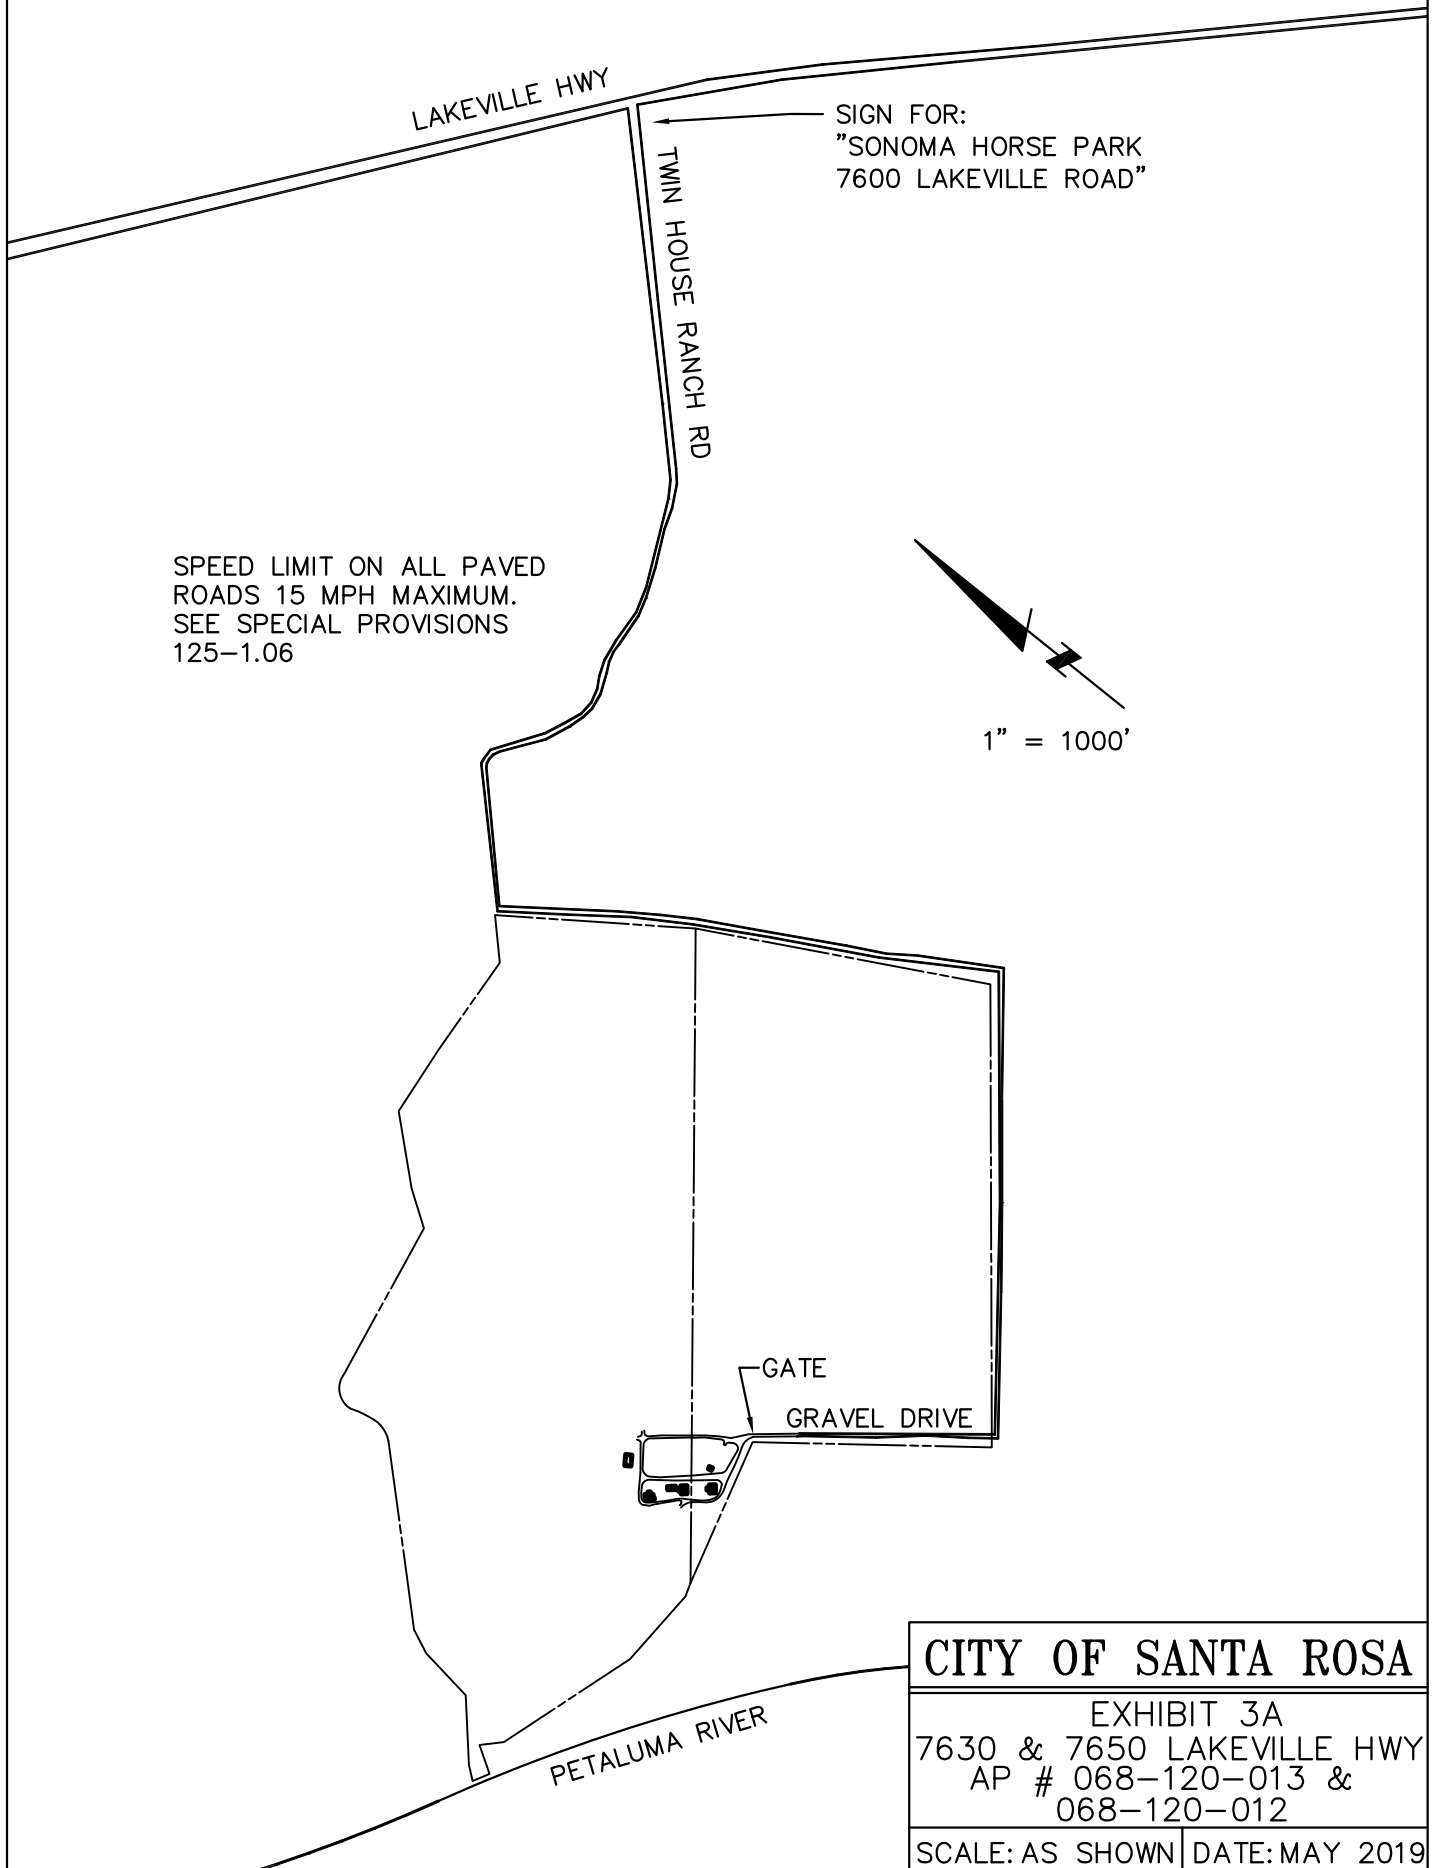 LAKEVILLE HWY
SIGN FOR:
"SONOMA HORSE PARK
7600 LAKEVILLE ROAD"
TWIN HOUSE RANCH RD
SPEED LIMIT ON ALL PAVED
ROADS 15 MPH MAXIMUM.
SEE SPECIAL PROVISIONS
125-1.06
N
1" = 1000'
GATE
GRAVEL DRIVE
PETALUMA RIVER
CITY OF SANTA ROSA
EXHIBIT 3A
7630 & 7650 LAKEVILLE HWY
AP # 068-120-013 &
068-120-012
SCALE: AS SHOWN
DATE: MAY 2019